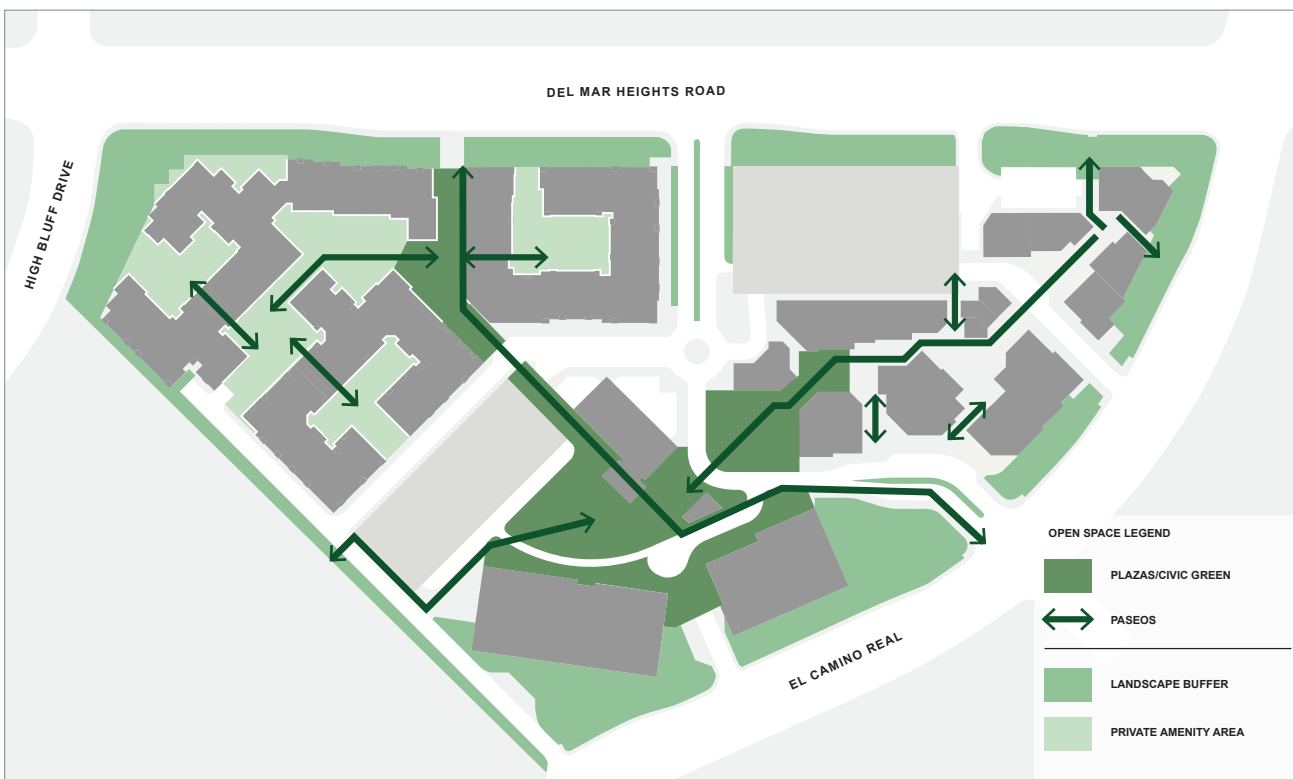 DEL MAR HEIGHTS ROAD
HIGH BLUFF DRIVE
EL CAMINO REAL
OPEN SPACE LEGEND
PLAZAS/CIVIC GREEN
PASEOS
LANDSCAPE BUFFER
PRIVATE AMENITY AREA